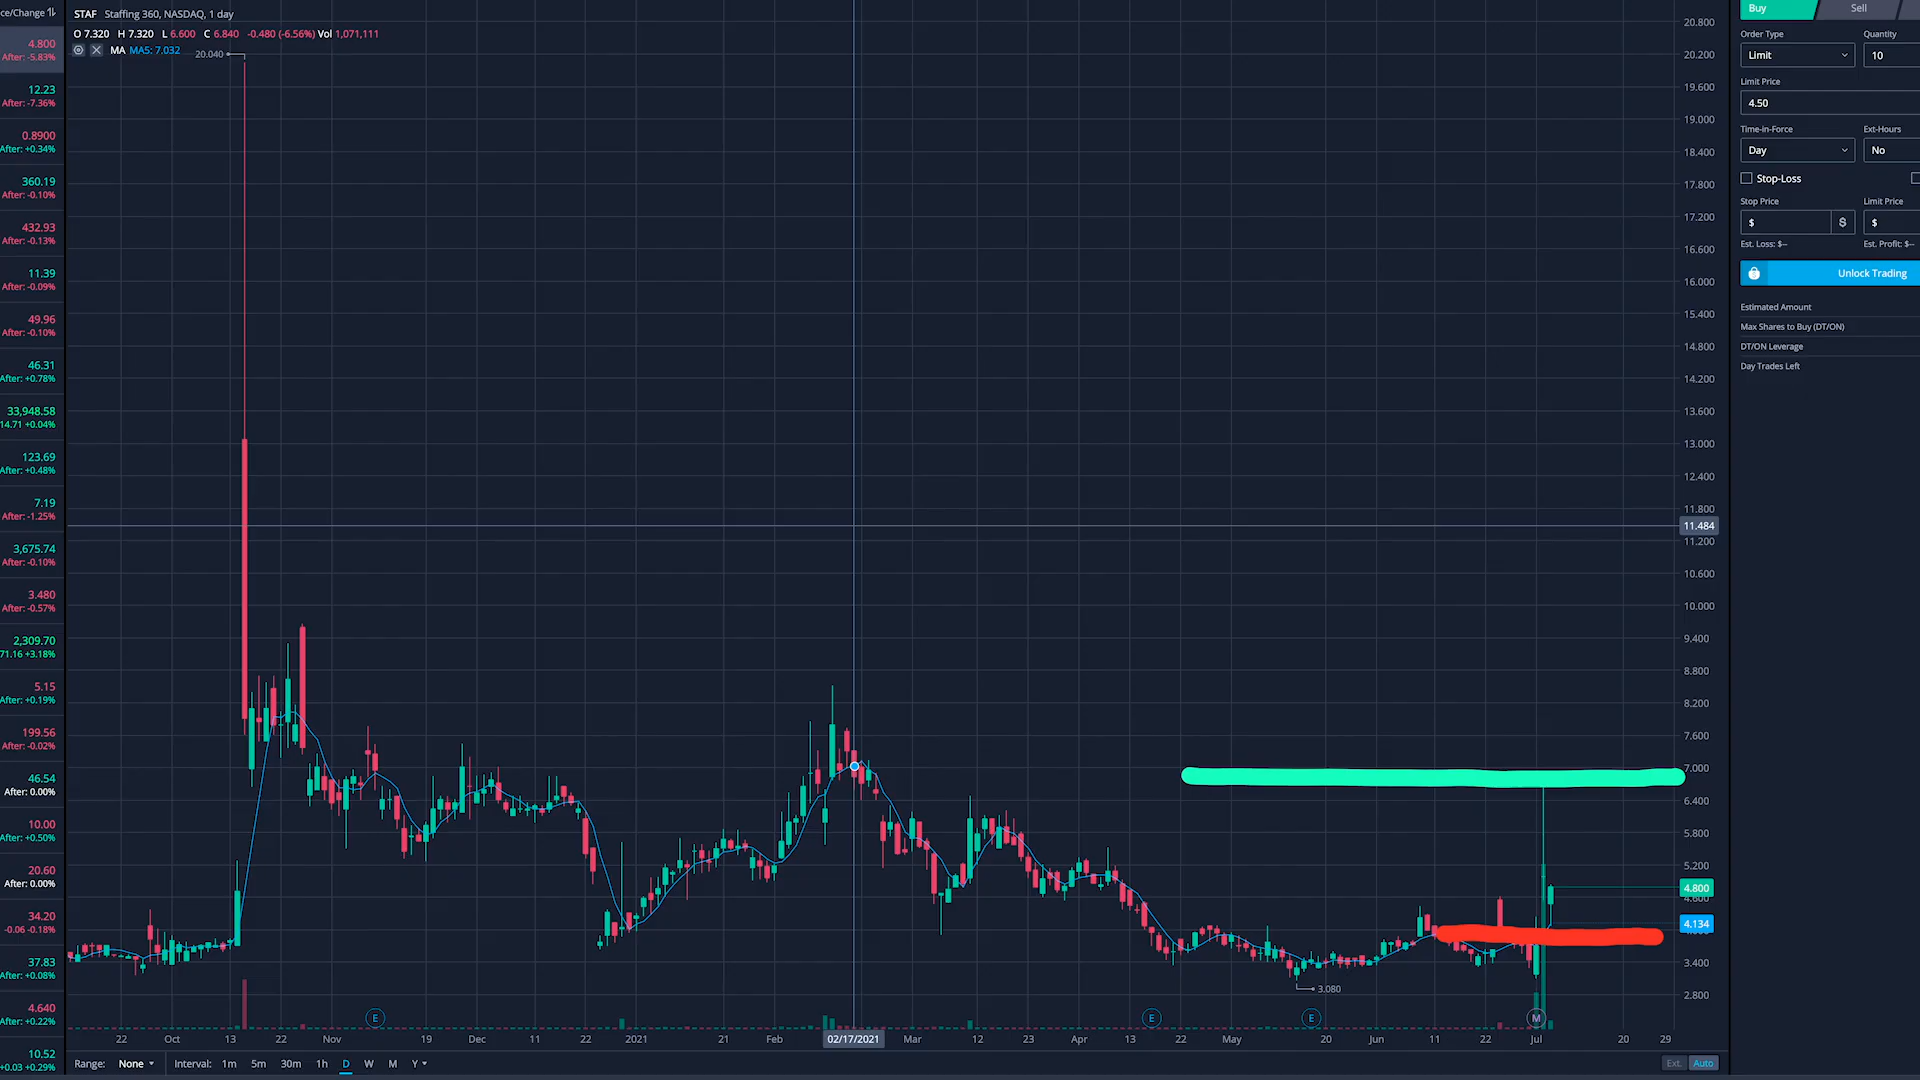 ce/Change
4.800
After: -5.83%
12.23
After: -7.36%
0.8900
After: +0.34%
360.19
After: -0.10%
432.93
After: -0.13%
11.39
After: -0.09%
49.96
After: -0.10%
46.31
After: +0.78%
33,948.58
14.71 +0.04%
123.69
After: +0.48%
7.19
After: -1.25%
3,675.74
After: -0.10%
3.480
After: -0.57%
2,309.70
71.16 +3.18%
5.15
After: +0.19%
199.56
After: -0.02%
46.54
After: 0.00%
10.00
After: +0.50%
20.60
After: 0.00%
34.20
-0.06 -0.18%
37.83
After: +0.08%
4.640
After: +0.22%
10.52
+0.03 +0.29%
STAF Staffing 360, NASDAQ, 1 day
O 7.320 H 7.320 L 6.600 C 6.840 -0.480 (-6.56%) Vol 1,071,111
MA MA5: 7.032
20.040
3.080
E
E
E
M
20.800
20.200
19.600
19.000
18.400
17.800
17.200
16.600
16.000
15.400
14.800
14.200
13.600
13.000
12.400
11.800
11.484
11.200
10.600
10.000
9.400
8.800
8.200
7.600
7.000
6.400
5.800
5.200
4.800
4.600
4.134
3.400
2.800
22 Oct 13 22 Nov 19 Dec 11 22 2021 21 Feb 02/17/2021 Mar 12 23 Apr 13 22 May 20 Jun 11 22 Jul 20 29
Range: None Interval: 1m 5m 30m 1h D W M Y
Ext. Auto
Buy Sell
Order Type Quantity
Limit 10
Limit Price
4.50
Time-in-Force Ext-Hours
Day No
Stop-Loss
Stop Price Limit Price
$ $ $
Est. Loss: $-- Est. Profit: $--
Unlock Trading
Estimated Amount
Max Shares to Buy (DT/ON)
DT/ON Leverage
Day Trades Left